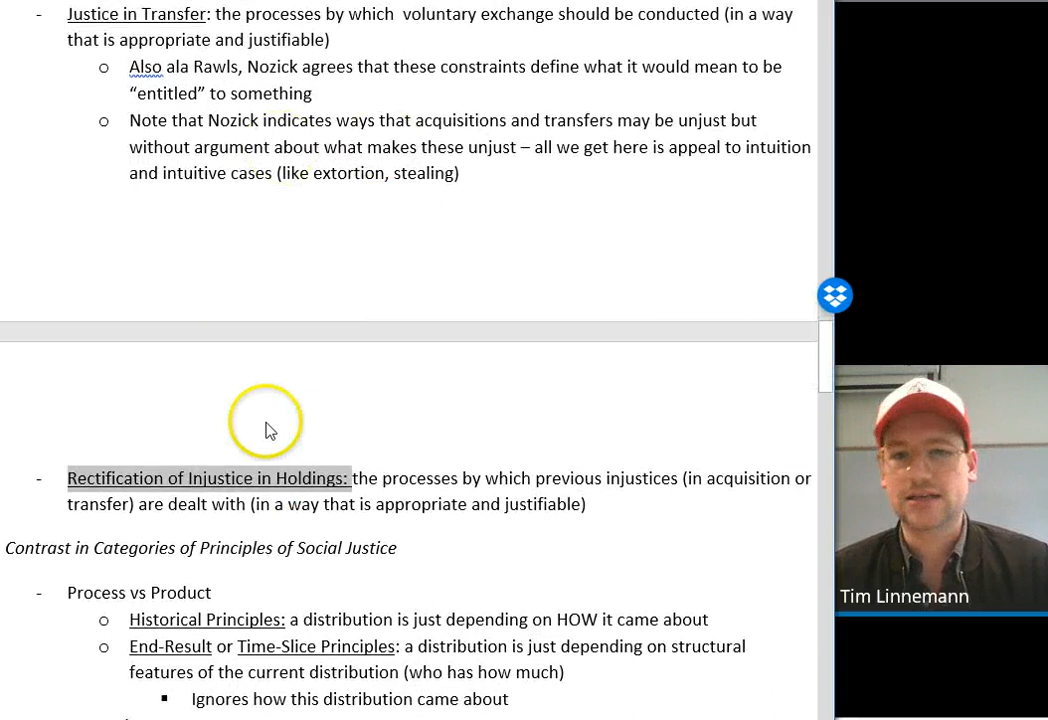 - Justice in Transfer: the processes by which voluntary exchange should be conducted (in a way
that is appropriate and justifiable)
o Also ala Rawls, Nozick agrees that these constraints define what it would mean to be
“entitled” to something
o Note that Nozick indicates ways that acquisitions and transfers may be unjust but
without argument about what makes these unjust – all we get here is appeal to intuition
and intuitive cases (like extortion, stealing)
- Rectification of Injustice in Holdings: the processes by which previous injustices (in acquisition or
transfer) are dealt with (in a way that is appropriate and justifiable)
Tim Linnemann
Contrast in Categories of Principles of Social Justice
- Process vs Product
o Historical Principles: a distribution is just depending on HOW it came about
o End-Result or Time-Slice Principles: a distribution is just depending on structural
features of the current distribution (who has how much)
▪ Ignores how this distribution came about